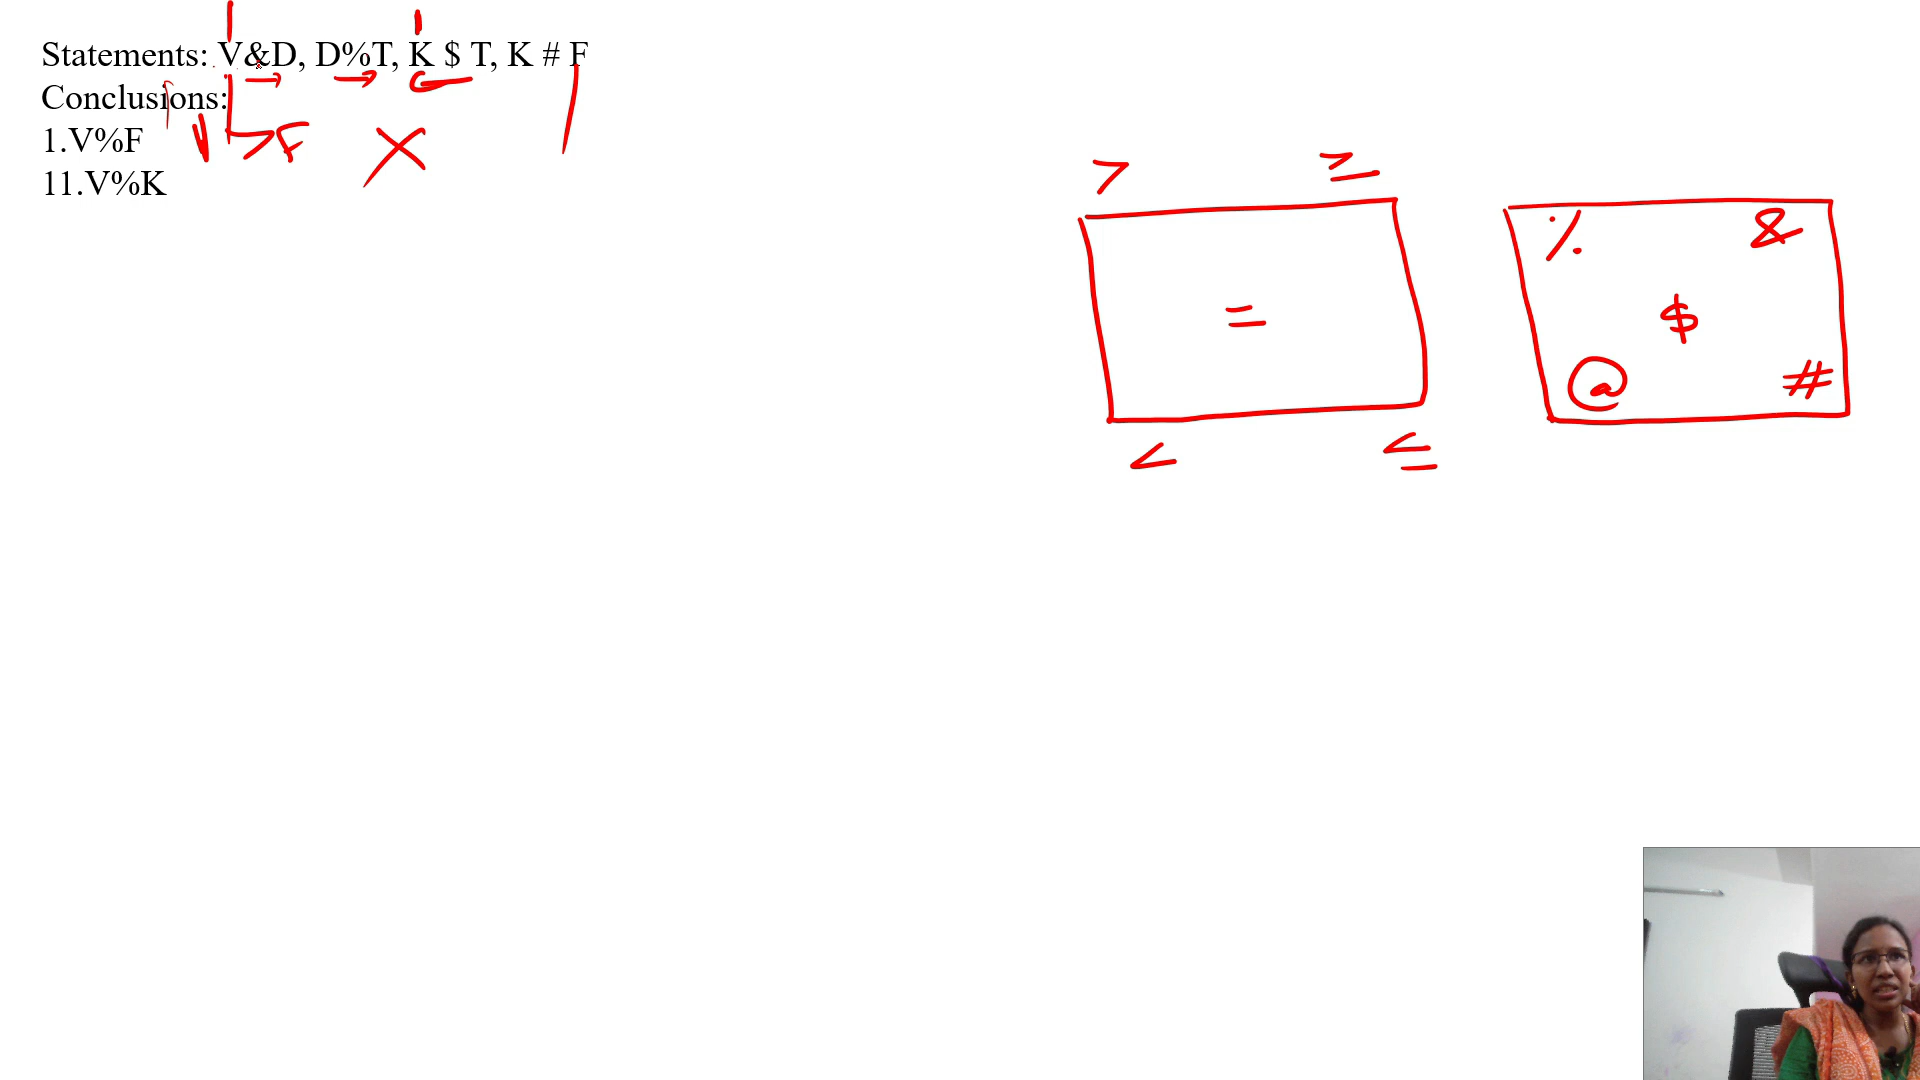 Statements: V&D, D%T, K $ T, K # F
Conclusions:
1.V%F
11.V%K
> F
> ≥
=
< ≤
% &
$
@ #